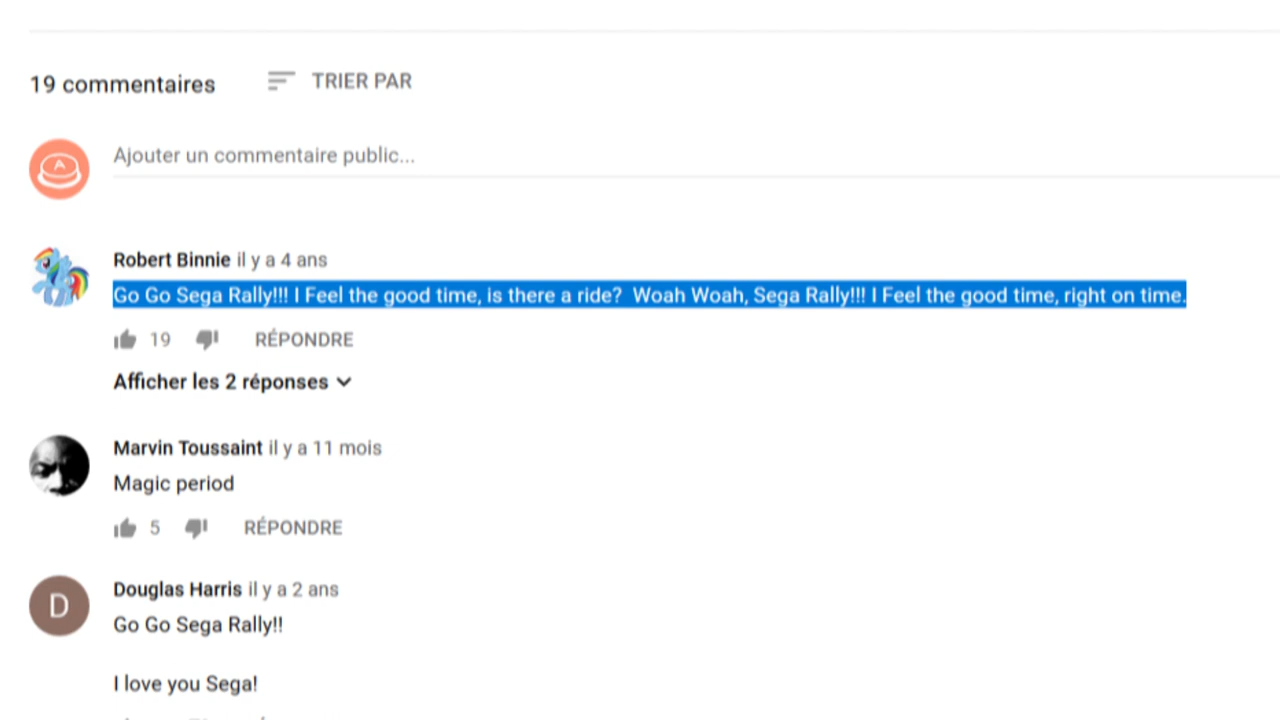 19 commentaires
TRIER PAR
A
Ajouter un commentaire public...
Robert Binnie il y a 4 ans
Go Go Sega Rally!!! I Feel the good time, is there a ride?  Woah Woah, Sega Rally!!! I Feel the good time, right on time.
19
RÉPONDRE
Afficher les 2 réponses
Marvin Toussaint il y a 11 mois
Magic period
5
RÉPONDRE
D
Douglas Harris il y a 2 ans
Go Go Sega Rally!!
I love you Sega!